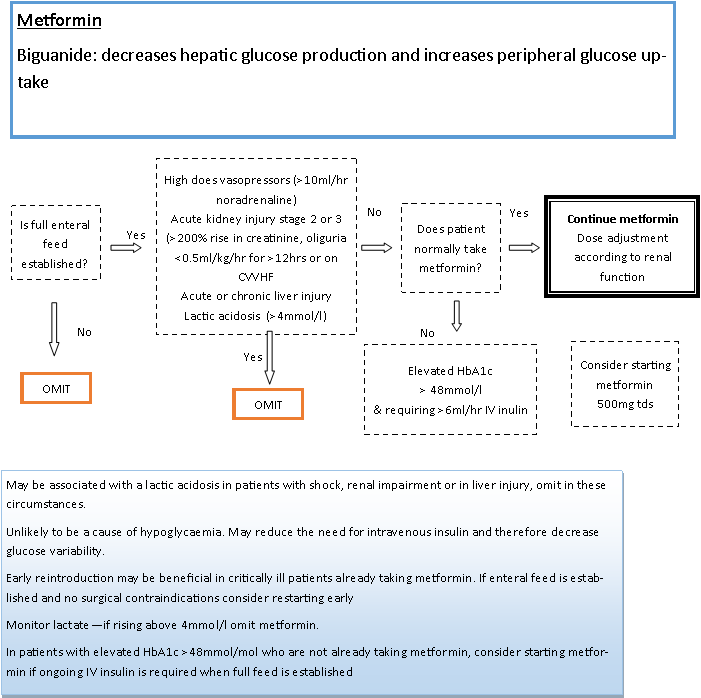 Metformin
Biguanide: decreases hepatic glucose production and increases peripheral glucose up-
take
Is full enteral
feed
established?
Yes
No
OMIT
High does vasopressors (>10ml/hr
noradrenaline)
Acute kidney injury stage 2 or 3
(>200% rise in creatinine, oliguria
<0.5ml/kg/hr for >12hrs or on
CVVHF
Acute or chronic liver injury
Lactic acidosis (>4mmol/l)
Yes
OMIT
No
Does patient
normally take
metformin?
Yes
Continue metformin
Dose adjustment
according to renal
function
No
Elevated HbA1c
> 48mmol/l
& requiring >6ml/hr IV inulin
Consider starting
metformin
500mg tds
May be associated with a lactic acidosis in patients with shock, renal impairment or in liver injury, omit in these
circumstances.
Unlikely to be a cause of hypoglycaemia. May reduce the need for intravenous insulin and therefore decrease
glucose variability.
Early reintroduction may be beneficial in critically ill patients already taking metformin. If enteral feed is estab-
lished and no surgical contraindications consider restarting early
Monitor lactate —if rising above 4mmol/l omit metformin.
In patients with elevated HbA1c >48mmol/mol who are not already taking metformin, consider starting metfor-
min if ongoing IV insulin is required when full feed is established